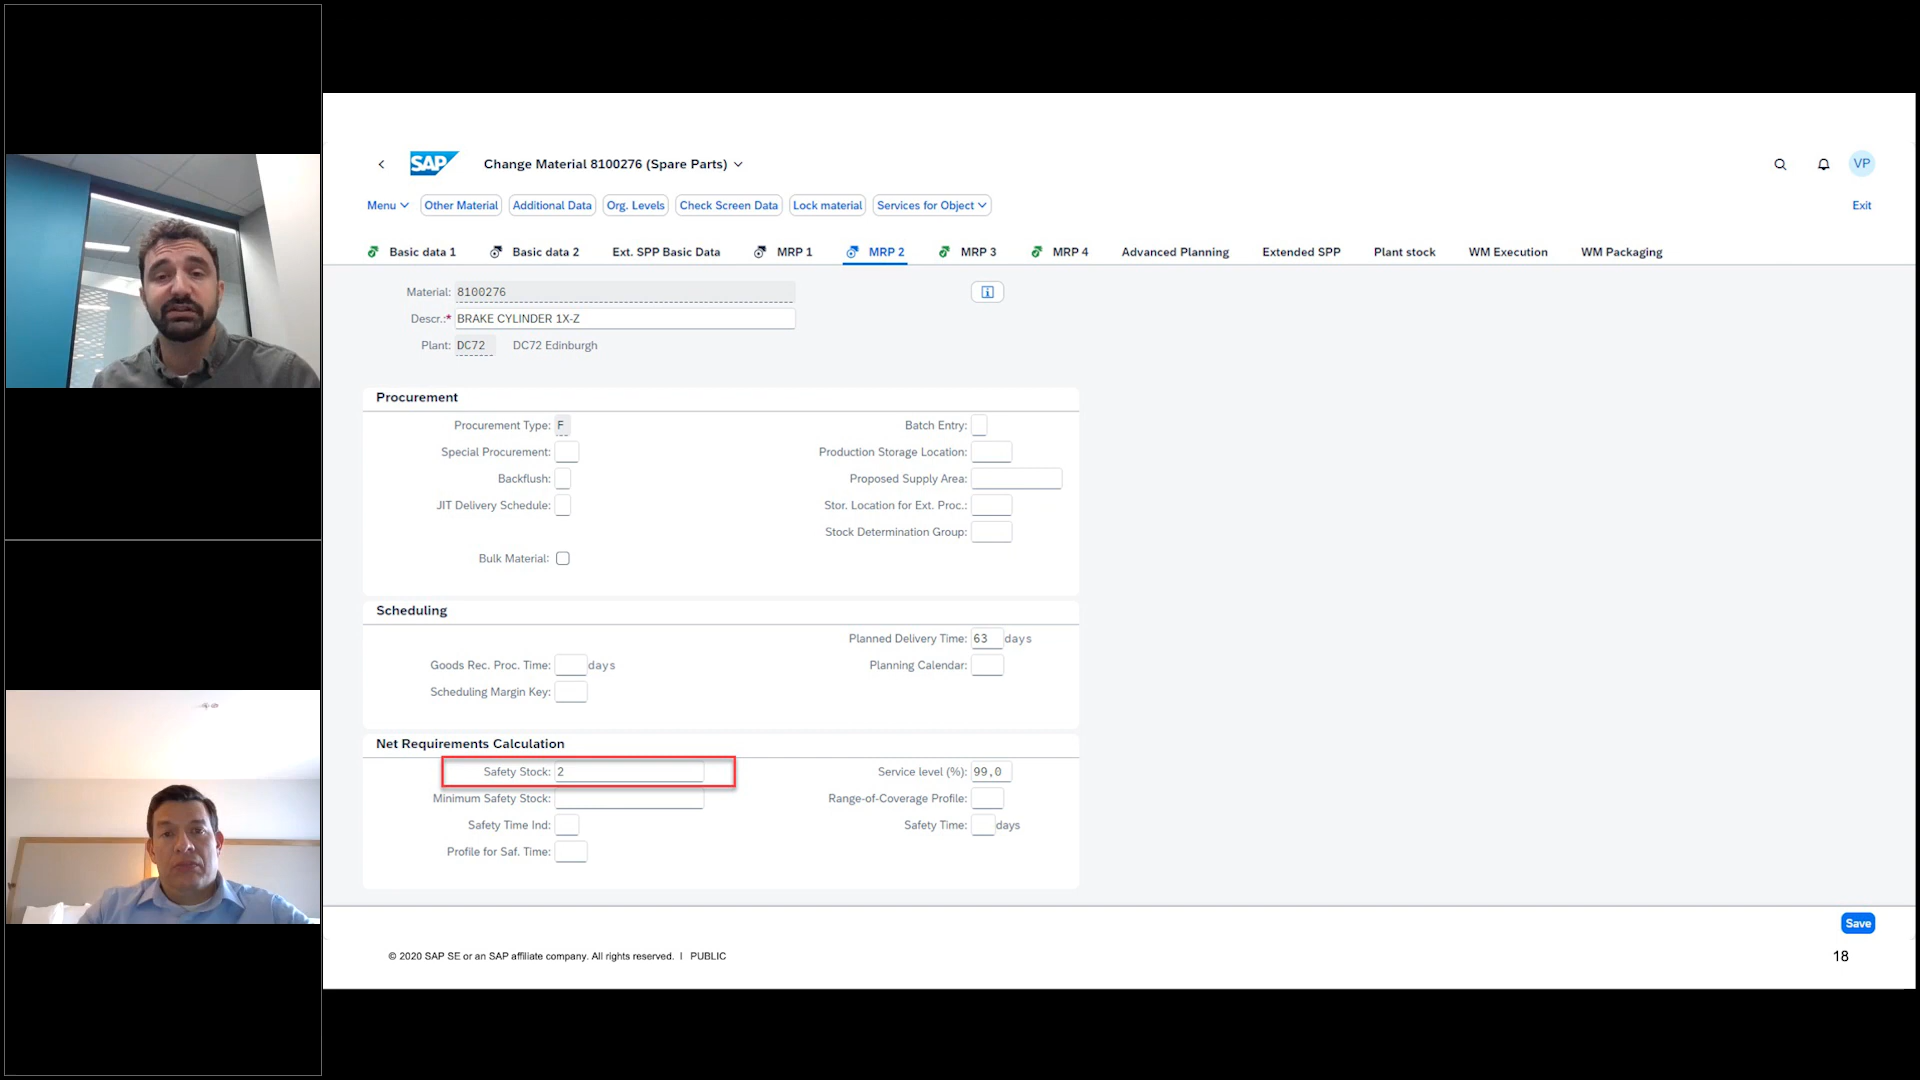 SAP Change Material 8100276 (Spare Parts) VP
Menu Other Material Additional Data Org. Levels Check Screen Data Lock material Services for Object Exit
Basic data 1 Basic data 2 Ext. SPP Basic Data MRP 1 MRP 2 MRP 3 MRP 4 Advanced Planning Extended SPP Plant stock WM Execution WM Packaging
Material: 8100276
Descr.:* BRAKE CYLINDER 1X-Z
Plant: DC72 DC72 Edinburgh
Procurement
Procurement Type: F Batch Entry:
Special Procurement: Production Storage Location:
Backflush: Proposed Supply Area:
JIT Delivery Schedule: Stor. Location for Ext. Proc.:
Stock Determination Group:
Bulk Material:
Scheduling
Planned Delivery Time: 63 days
Goods Rec. Proc. Time: days Planning Calendar:
Scheduling Margin Key:
Net Requirements Calculation
Safety Stock: 2 Service level (%): 99,0
Minimum Safety Stock: Range-of-Coverage Profile:
Safety Time Ind: Safety Time: days
Profile for Saf. Time:
Save
© 2020 SAP SE or an SAP affiliate company. All rights reserved. | PUBLIC 18